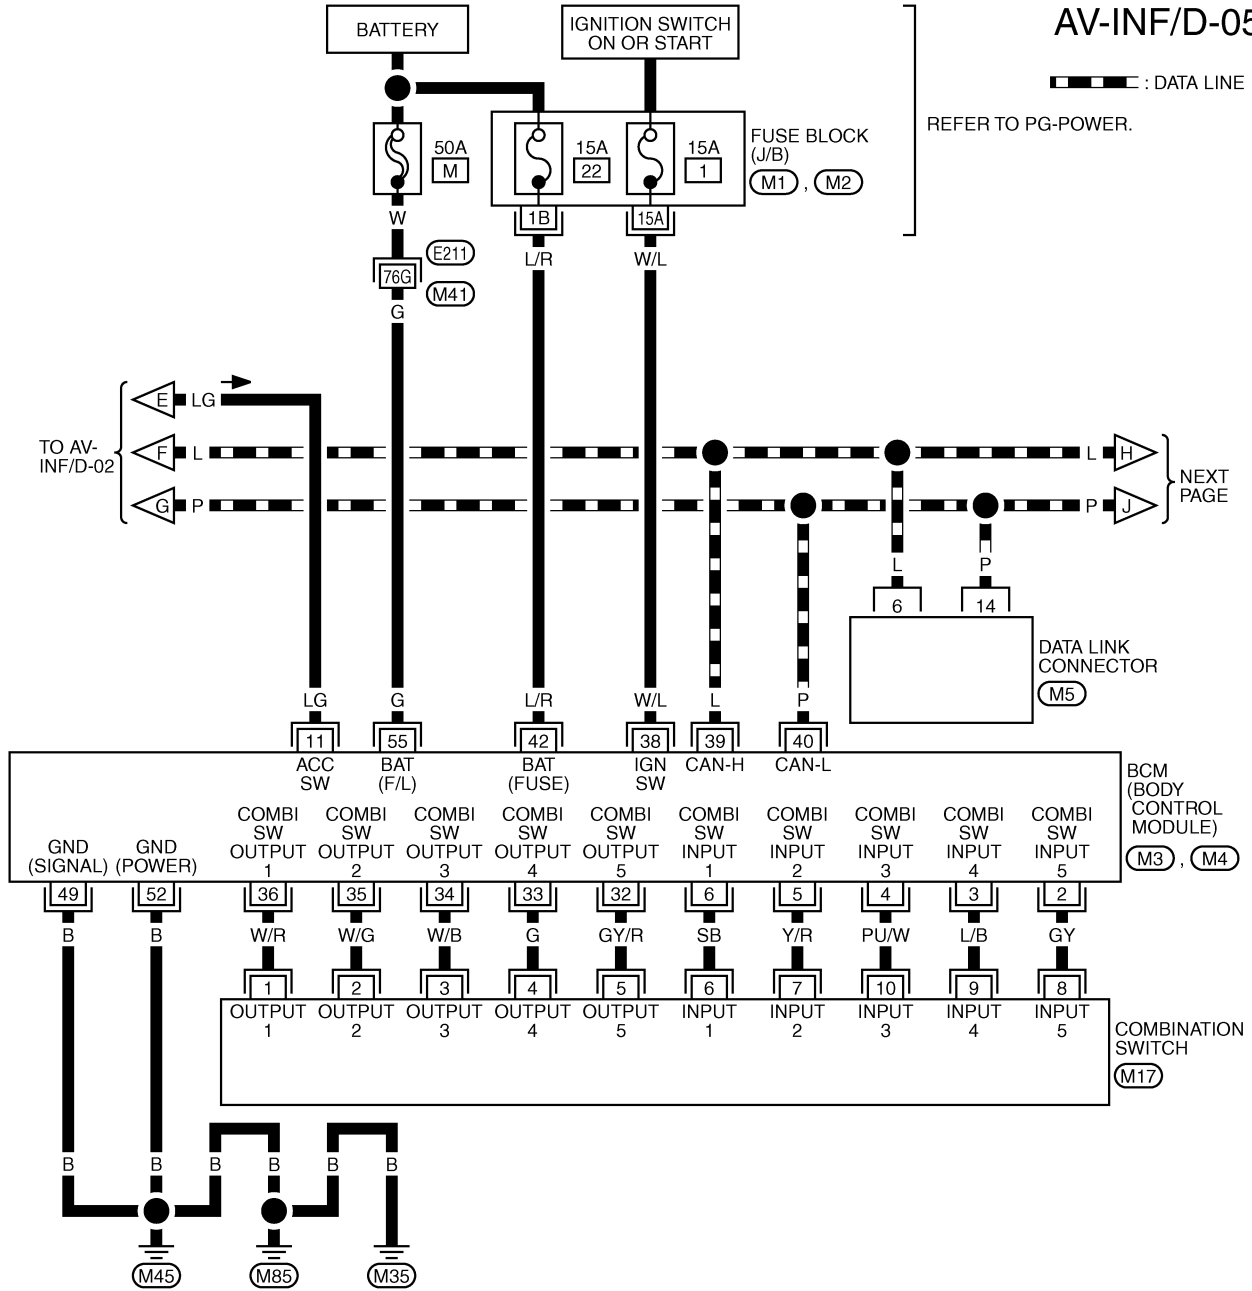 AV-INF/D-05
BATTERY
IGNITION SWITCH
ON OR START
: DATA LINE
REFER TO PG-POWER.
50A
M
15A
22
15A
1
FUSE BLOCK
(J/B)
M1 , M2
W
1B
15A
E211
76G
M41
L/R
W/L
G
TO AV-
INF/D-02
E LG
F L
G P
L H
P J
NEXT
PAGE
L P
6 14
DATA LINK
CONNECTOR
M5
LG G L/R W/L L P
11 55 42 38 39 40
ACC
SW
BAT
(F/L)
BAT
(FUSE)
IGN
SW
CAN-H
CAN-L
BCM
(BODY
CONTROL
MODULE)
M3 , M4
GND
(SIGNAL)
GND
(POWER)
COMBI
SW
OUTPUT
1
COMBI
SW
OUTPUT
2
COMBI
SW
OUTPUT
3
COMBI
SW
OUTPUT
4
COMBI
SW
OUTPUT
5
COMBI
SW
INPUT
1
COMBI
SW
INPUT
2
COMBI
SW
INPUT
3
COMBI
SW
INPUT
4
COMBI
SW
INPUT
5
49 52 36 35 34 33 32 6 5 4 3 2
B B W/R W/G W/B G GY/R SB Y/R PU/W L/B GY
1 2 3 4 5 6 7 10 9 8
OUTPUT
1
OUTPUT
2
OUTPUT
3
OUTPUT
4
OUTPUT
5
INPUT
1
INPUT
2
INPUT
3
INPUT
4
INPUT
5
COMBINATION
SWITCH
M17
B B B B B B
M45 M85 M35